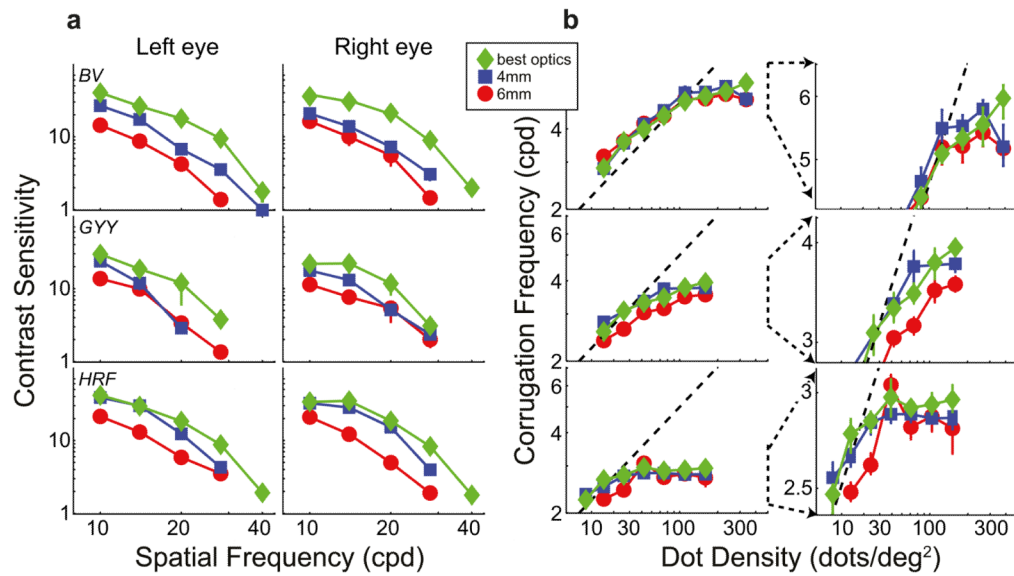 a
b
Left eye
Right eye
best optics
4mm
6mm
Contrast Sensitivity
BV
10
1
GYY
10
1
HRF
10
1
10 20 40
10 20 40
Spatial Frequency (cpd)
Corrugation Frequency (cpd)
4
2
6
4
2
6
4
2
10 30 100 300
6
5
4
3
3
2.5
10 30 100 300
Dot Density (dots/deg²)